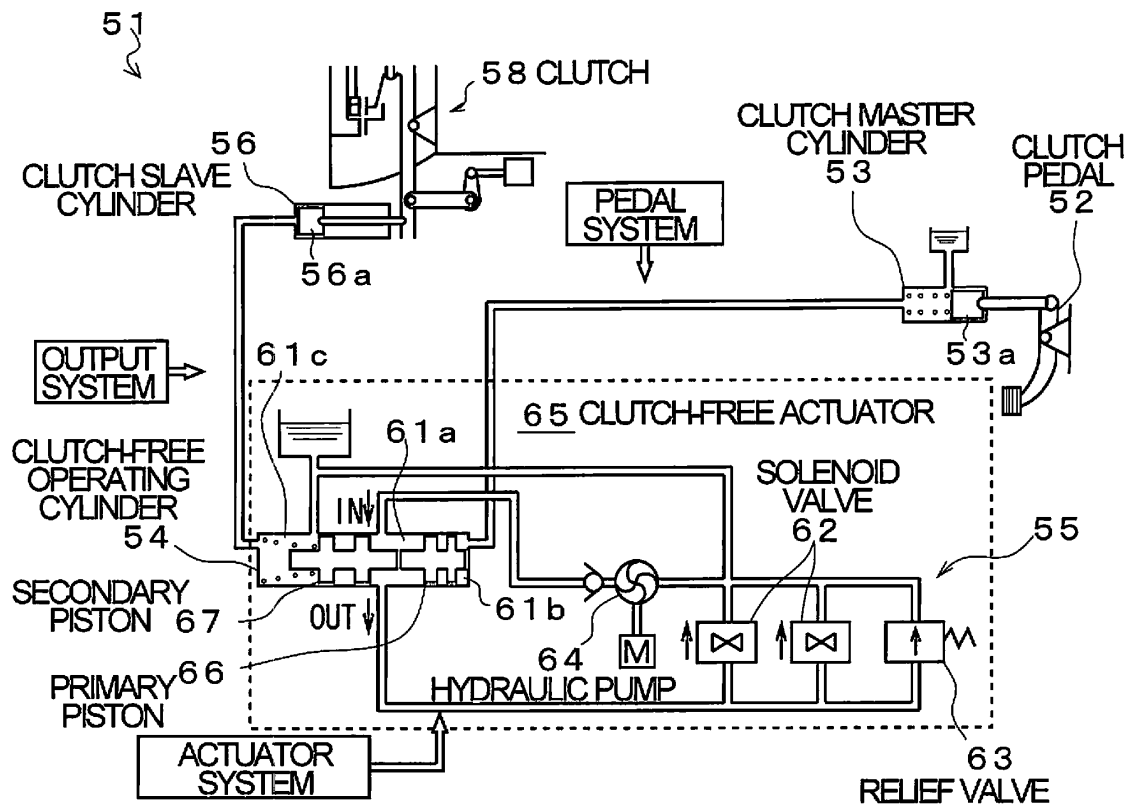 51
58 CLUTCH
CLUTCH MASTER
CYLINDER
53
CLUTCH
PEDAL
52
56
CLUTCH SLAVE
CYLINDER
56a
PEDAL
SYSTEM
53a
OUTPUT
SYSTEM
61c
65 CLUTCH-FREE ACTUATOR
61a
CLUTCH-FREE
OPERATING
CYLINDER
54
SOLENOID
VALVE
62
IN
55
SECONDARY
PISTON 67
OUT
61b
64
M
66
PRIMARY
PISTON
HYDRAULIC PUMP
ACTUATOR
SYSTEM
63
RELIEF VALVE